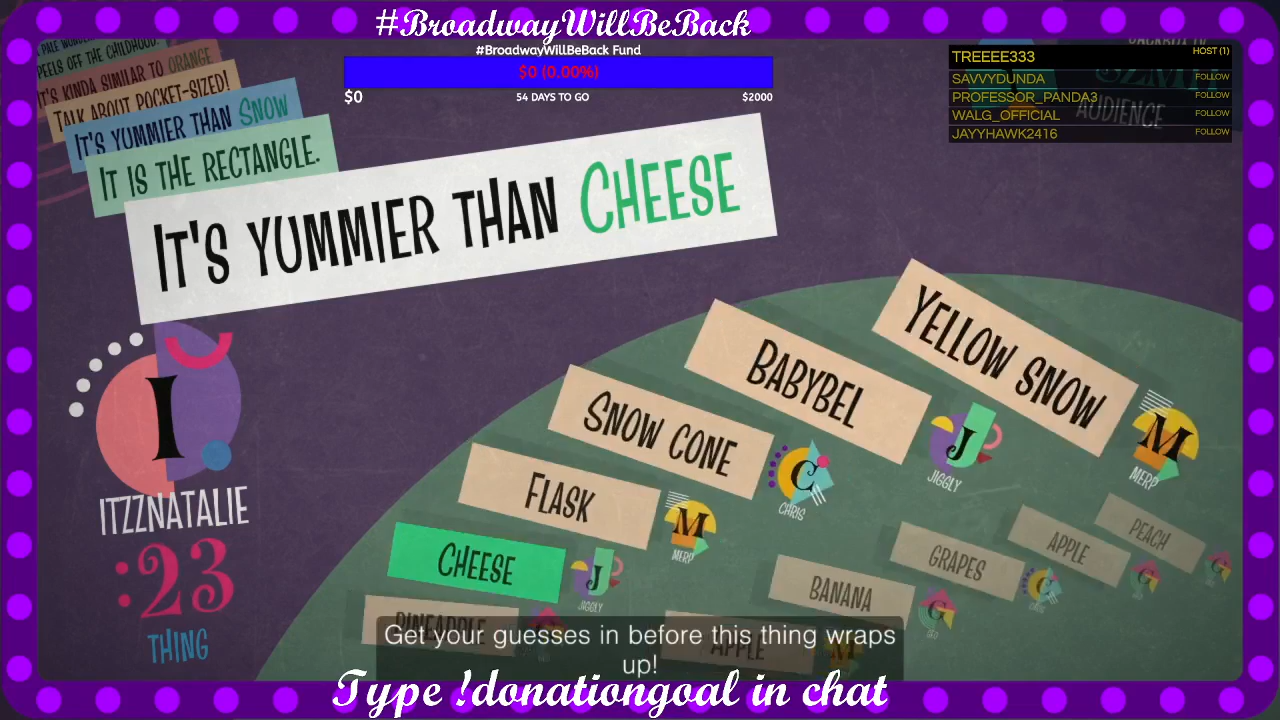 #BroadwayWillBeBack
#BroadwayWillBeBack Fund
$0 (0.00%)
$0
54 DAYS TO GO
$2000
TREEEE333
HOST (1)
SAVVYDUNDA
FOLLOW
PROFESSOR_PANDA3
FOLLOW
WALG_OFFICIAL
FOLLOW
JAYYHAWK2416
FOLLOW
AUDIENCE
PEELS OFF THE CHILDHOOD.
IT'S KINDA SIMILAR TO ORANGE
TALK ABOUT POCKET-SIZED!
IT'S YUMMIER THAN SNOW
IT IS THE RECTANGLE.
IT'S YUMMIER THAN CHEESE
I
ITZZNATALIE
:23
THING
YELLOW SNOW
M
MERP
BABYBEL
J
JIGGLY
SNOW CONE
C
CHRIS
FLASK
M
MERP
CHEESE
J
JIGGLY
PINEAPPLE
PEACH
G
APPLE
G
GRAPES
C
CHRIS
BANANA
G
APPLE
M
Get your guesses in before this thing wraps
up!
Type !donationgoal in chat